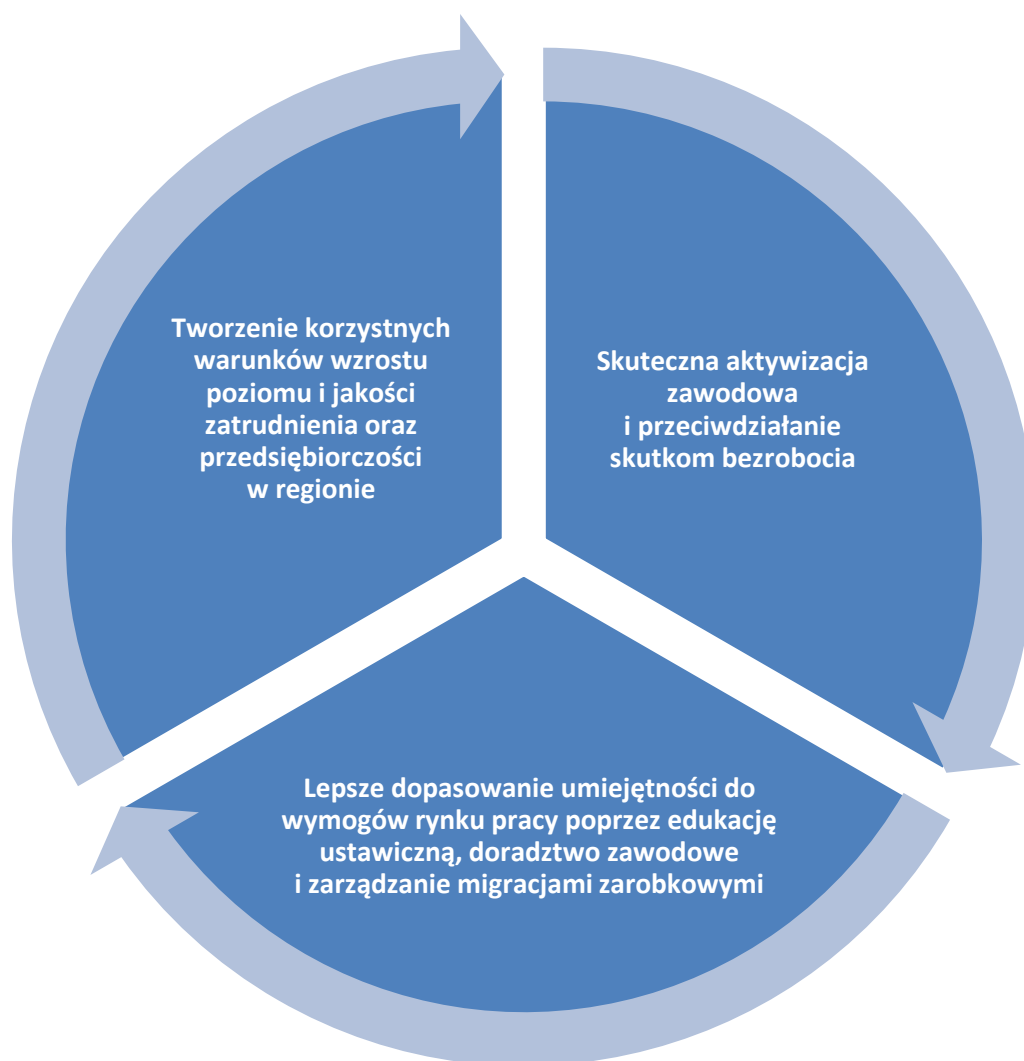 Tworzenie korzystnych
warunków wzrostu
poziomu i jakości
zatrudnienia oraz
przedsiębiorczości
w regionie
Skuteczna aktywizacja
zawodowa
i przeciwdziałanie
skutkom bezrobocia
Lepsze dopasowanie umiejętności do
wymogów rynku pracy poprzez edukację
ustawiczną, doradztwo zawodowe
i zarządzanie migracjami zarobkowymi